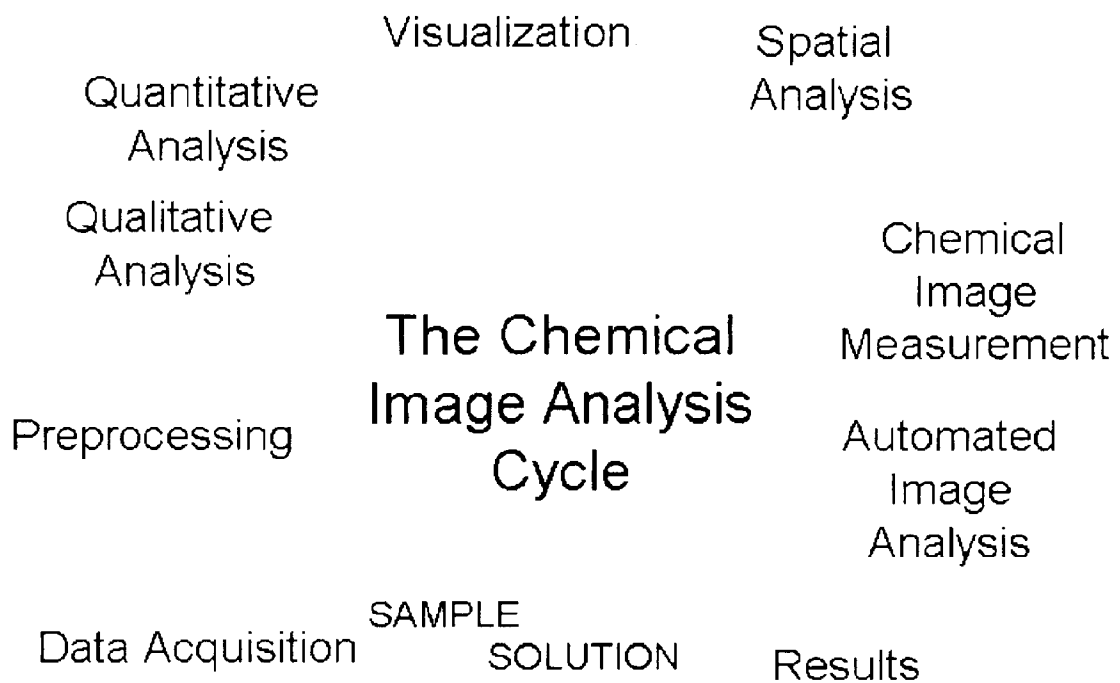 Visualization
Spatial
Analysis
Quantitative
Analysis
Qualitative
Analysis
Chemical
Image
Measurement
The Chemical
Image Analysis
Cycle
Preprocessing
Automated
Image
Analysis
SAMPLE
Data Acquisition
SOLUTION
Results